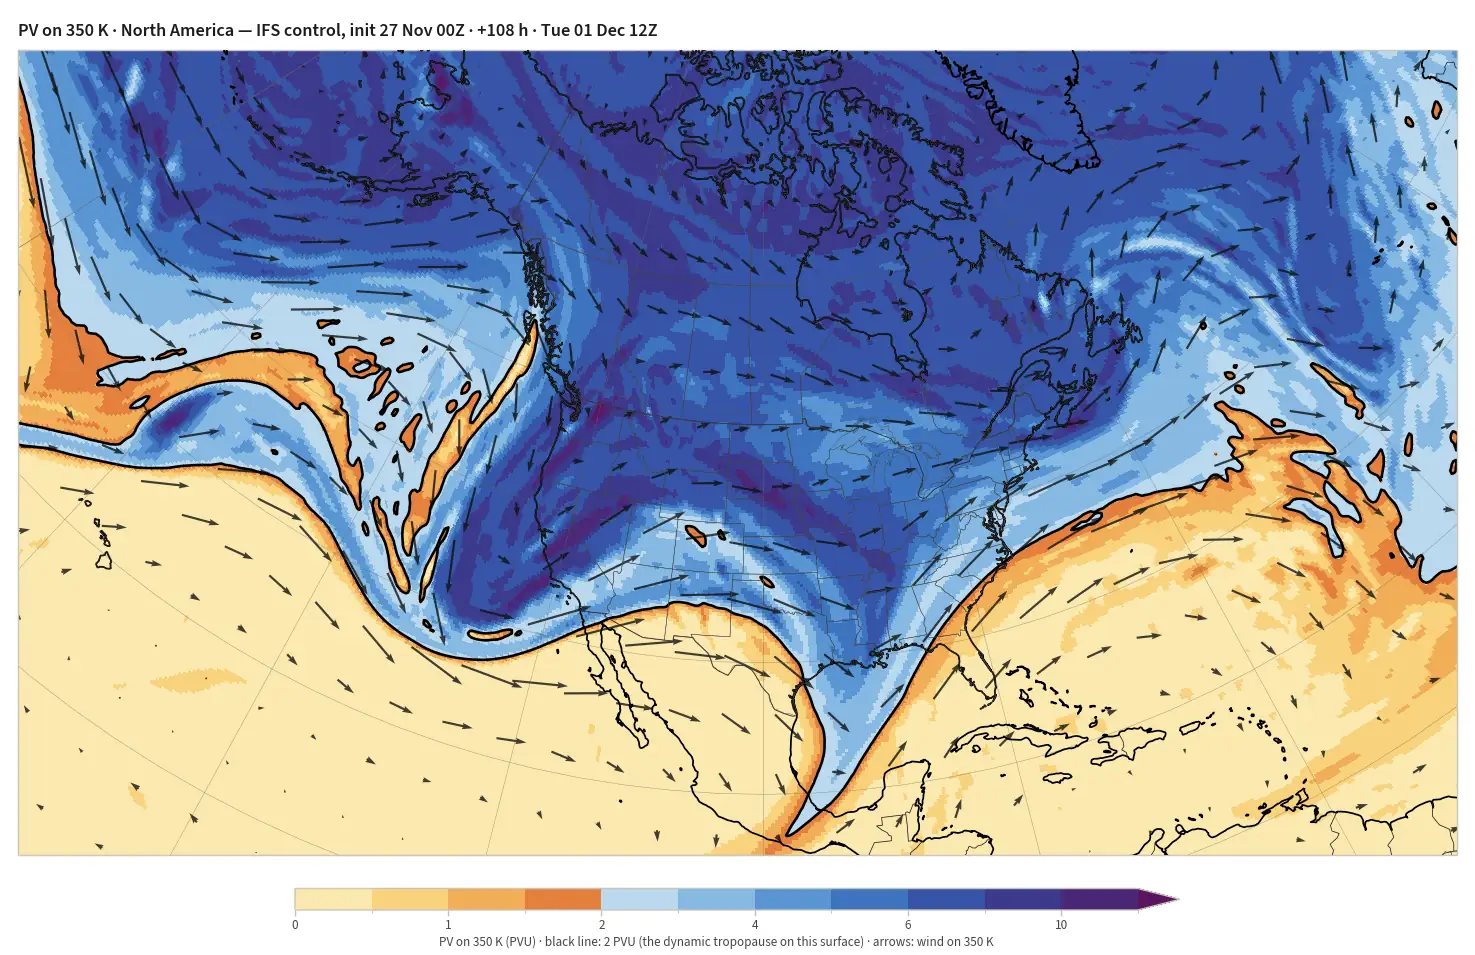 PV on 350 K · North America — IFS control, init 27 Nov 00Z · +108 h · Tue 01 Dec 12Z
0 1 2 4 6 10
PV on 350 K (PVU) · black line: 2 PVU (the dynamic tropopause on this surface) · arrows: wind on 350 K